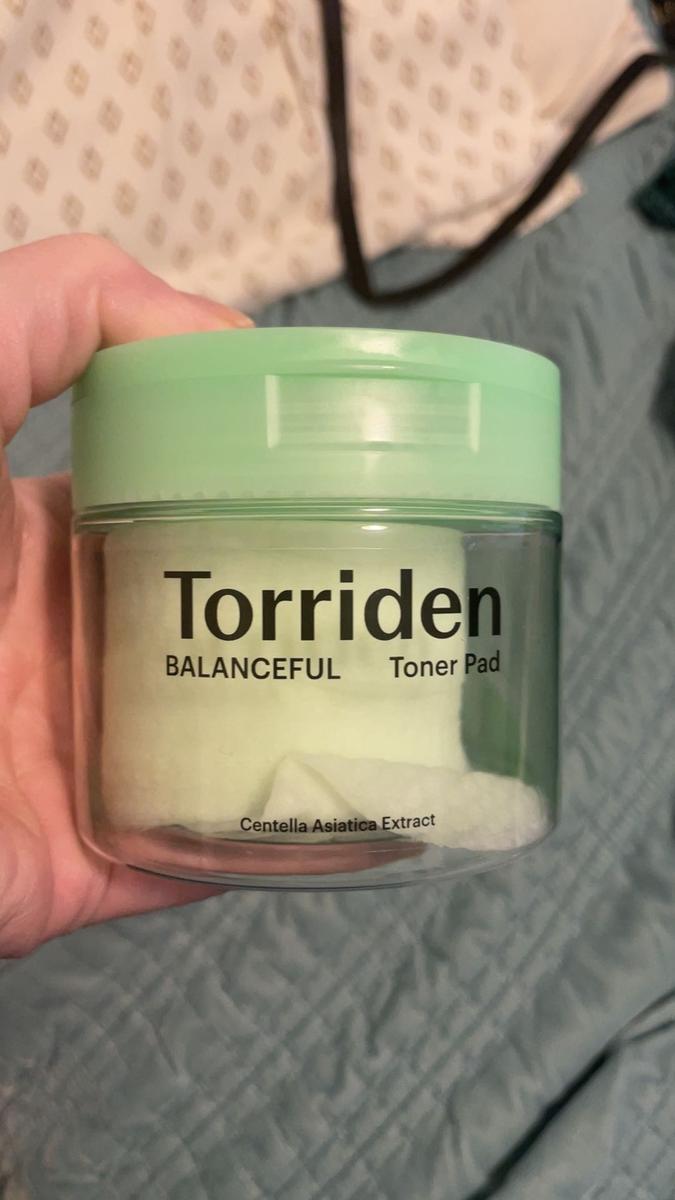 Torriden
BALANCEFUL Toner Pad
Centella Asiatica Extract